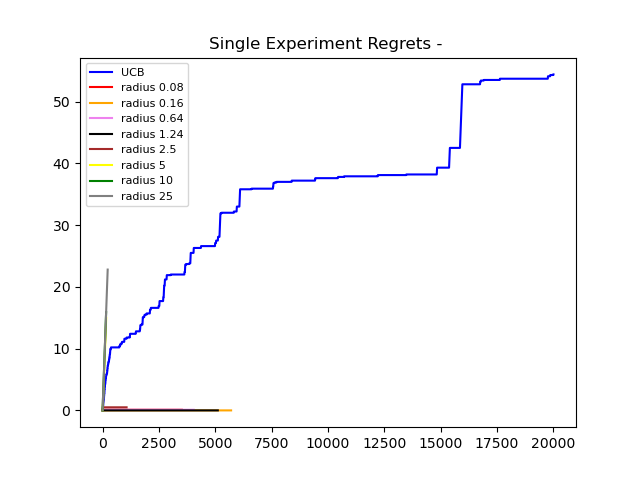 Single Experiment Regrets -
UCB
radius 0.08
radius 0.16
radius 0.64
radius 1.24
radius 2.5
radius 5
radius 10
radius 25
50
40
30
20
10
0
0 2500 5000 7500 10000 12500 15000 17500 20000